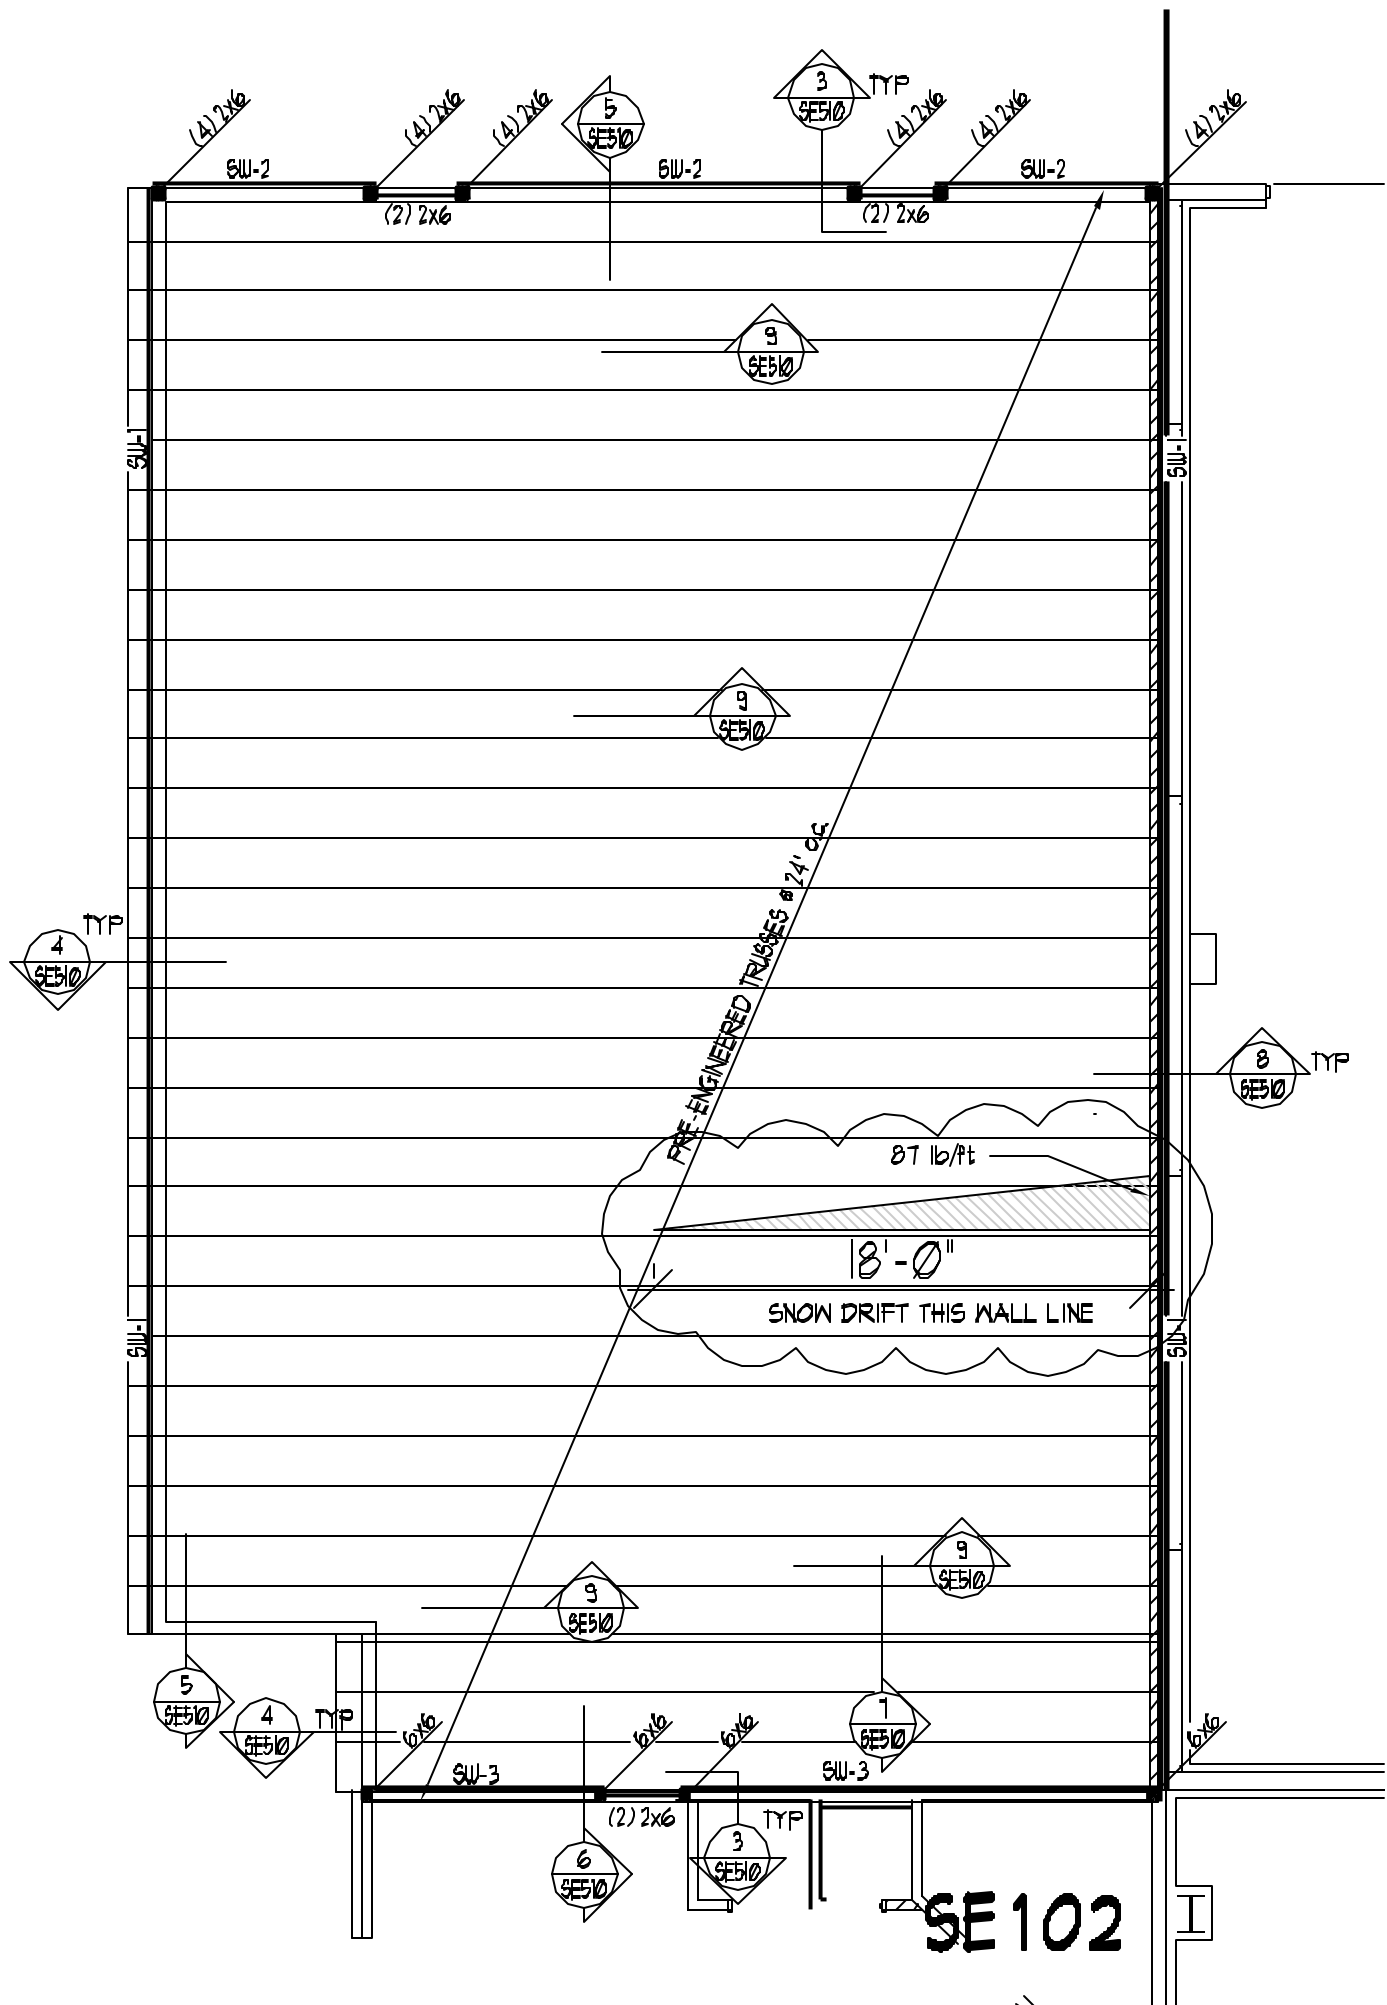 3
SE510
TYP
5
SE510
(4) 2x6
(4) 2x6
(4) 2x6
(4) 2x6
(4) 2x6
(4) 2x6
SW-2
SW-2
SW-2
(2) 2x6
(2) 2x6
9
SE510
SW-1
SW-1
9
SE510
PRE-ENGINEERED TRUSSES @ 24" O.C.
TYP
4
SE510
8
SE510
TYP
87 lb/ft
18'-0"
SNOW DRIFT THIS WALL LINE
SW-1
SW-1
9
SE510
9
SE510
5
SE510
4
SE510
TYP
7
SE510
6x6
6x6
6x6
6x6
SW-3
SW-3
(2) 2x6
TYP
3
SE510
6
SE510
SE102